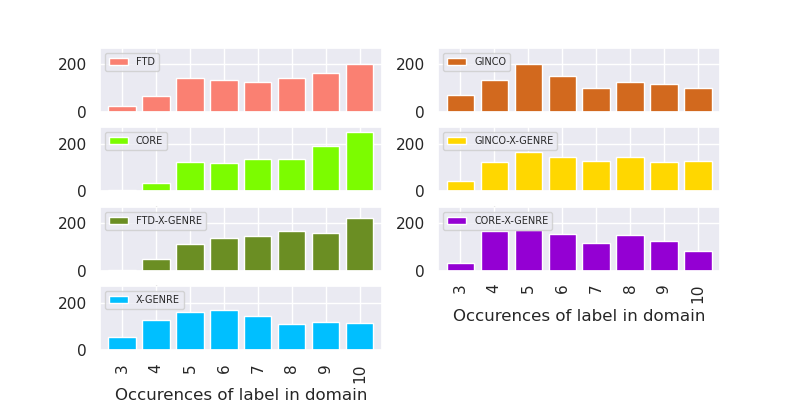 200
0
FTD
200
0
GINCO
200
0
CORE
200
0
GINCO-X-GENRE
200
0
FTD-X-GENRE
200
0
CORE-X-GENRE
3 4 5 6 7 8 9 10
Occurences of label in domain
200
0
X-GENRE
3 4 5 6 7 8 9 10
Occurences of label in domain